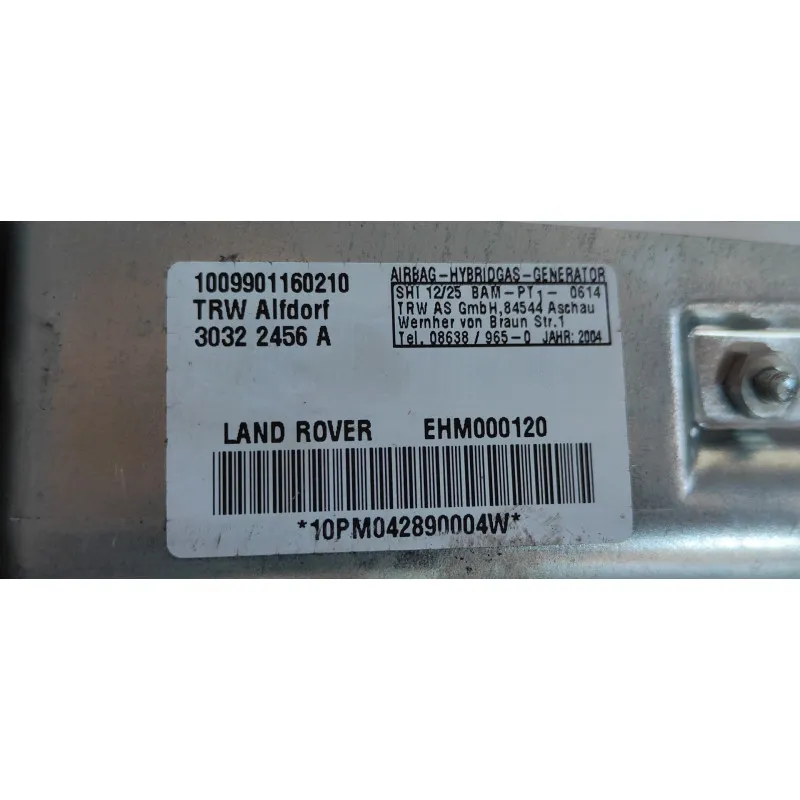 1009901160210
TRW Alfdorf
3032 2456 A
AIRBAG-HYBRIDGAS-GENERATOR
SHI 12/25 BAM-PT1- 0614
TRW AS GmbH,84544 Aschau
Wernher von Braun Str.1
Tel. 08638 / 965-0 JAHR: 2004
LAND ROVER EHM000120
*10PM042890004W*